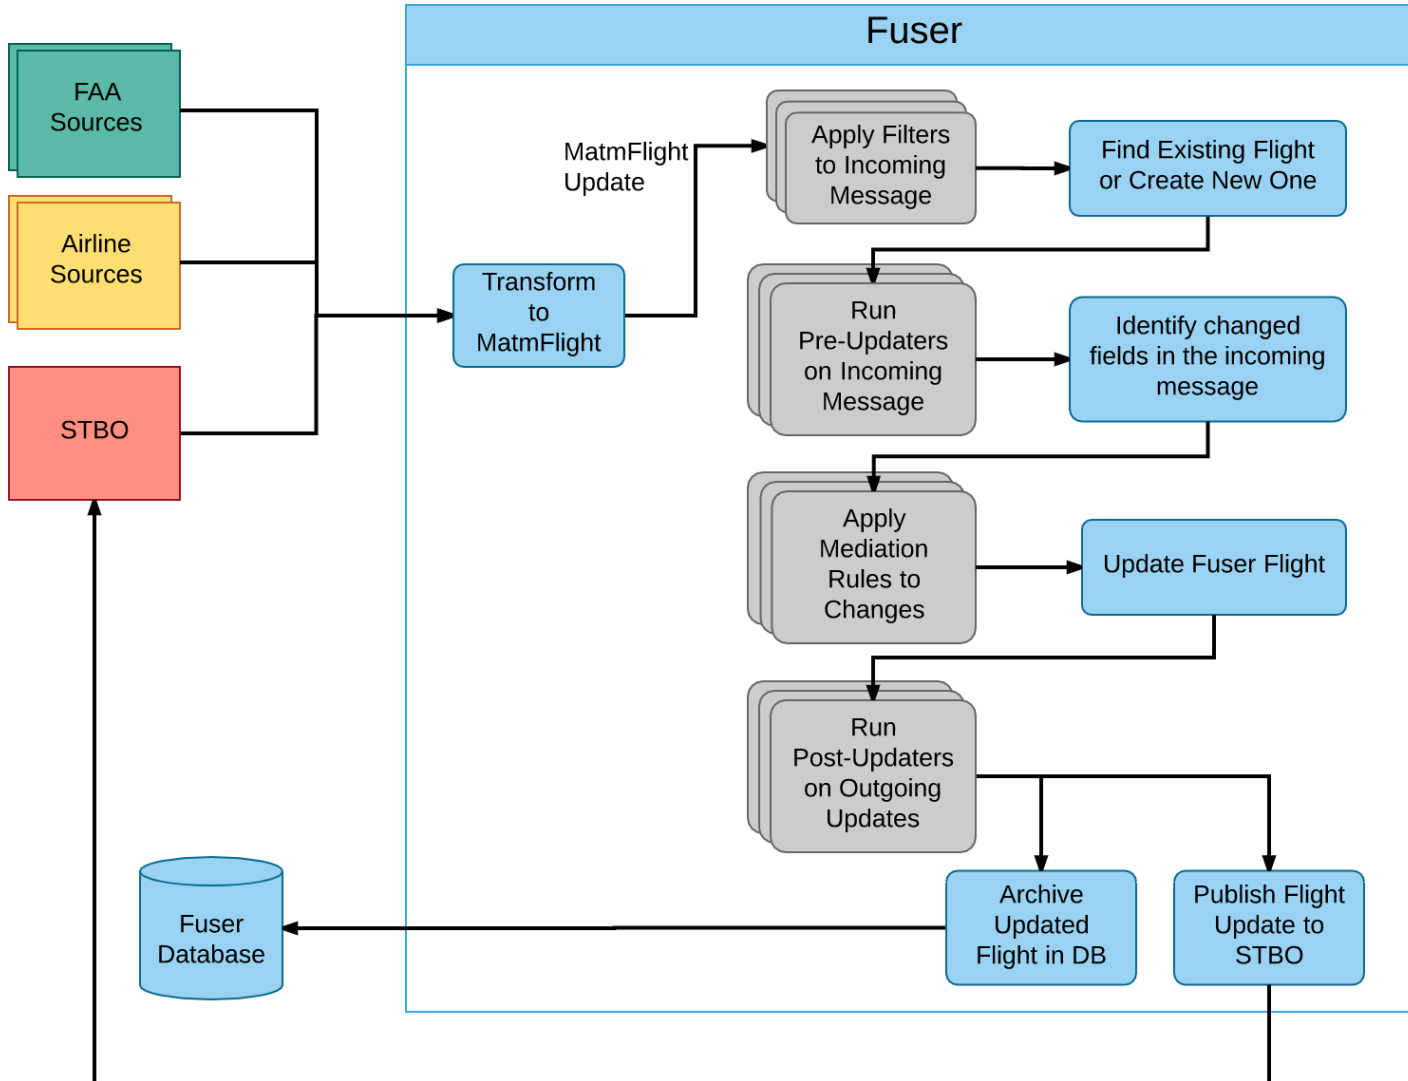 Fuser
FAA
Sources
Airline
Sources
STBO
MatmFlight
Update
Transform
to
MatmFlight
Apply Filters
to Incoming
Message
Find Existing Flight
or Create New One
Run
Pre-Updaters
on Incoming
Message
Identify changed
fields in the incoming
message
Apply
Mediation
Rules to
Changes
Update Fuser Flight
Run
Post-Updaters
on Outgoing
Updates
Archive
Updated
Flight in DB
Publish Flight
Update to
STBO
Fuser
Database